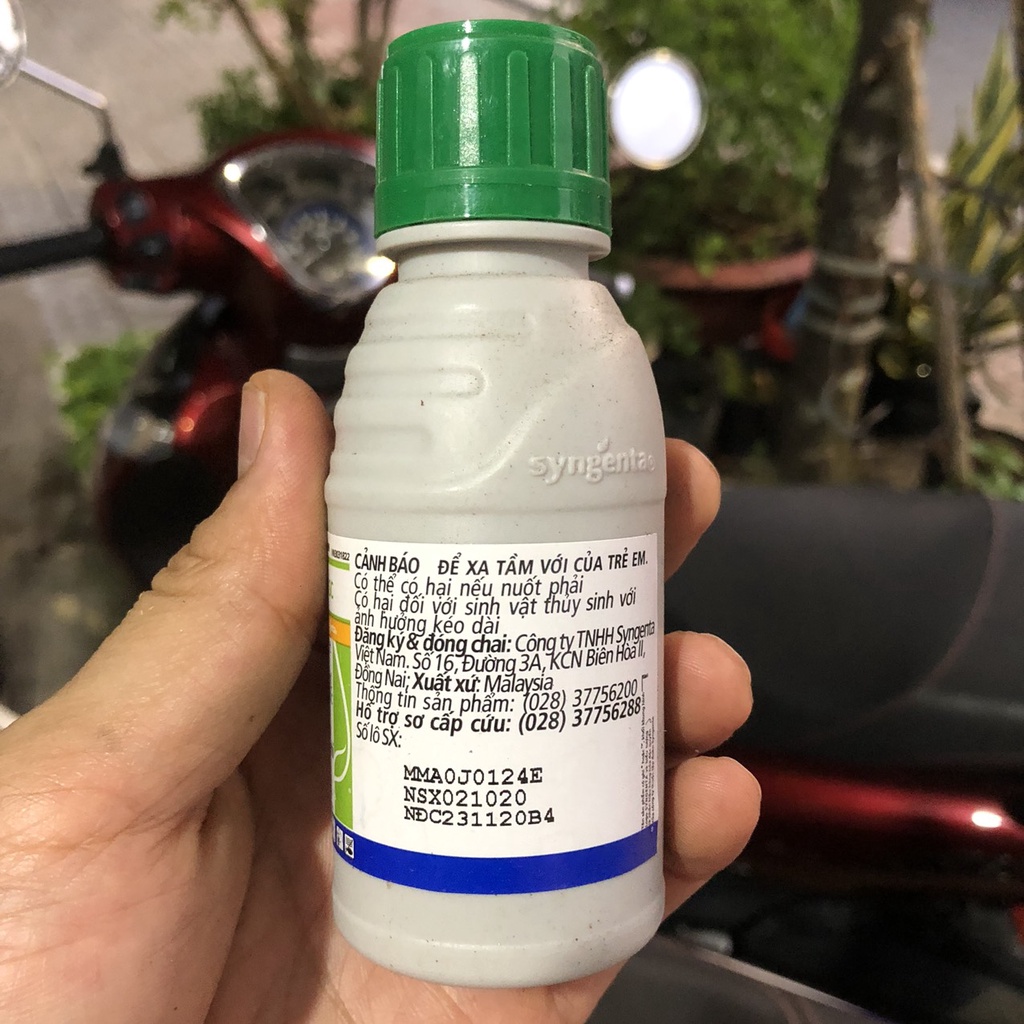 syngenta
CẢNH BÁO ĐỂ XA TẦM VỚI CỦA TRẺ EM.
Có thể có hại nếu nuốt phải
Có hại đối với sinh vật thủy sinh với
ảnh hưởng kéo dài
Đăng ký & đóng chai: Công ty TNHH Syngenta
Việt Nam. Số 16, Đường 3A, KCN Biên Hòa II,
Đồng Nai; Xuất xứ: Malaysia
Thông tin sản phẩm: (028) 37756200
Hỗ trợ sơ cấp cứu: (028) 37756288
Số lô SX:
MMA0J0124E
NSX021020
NĐC231120B4